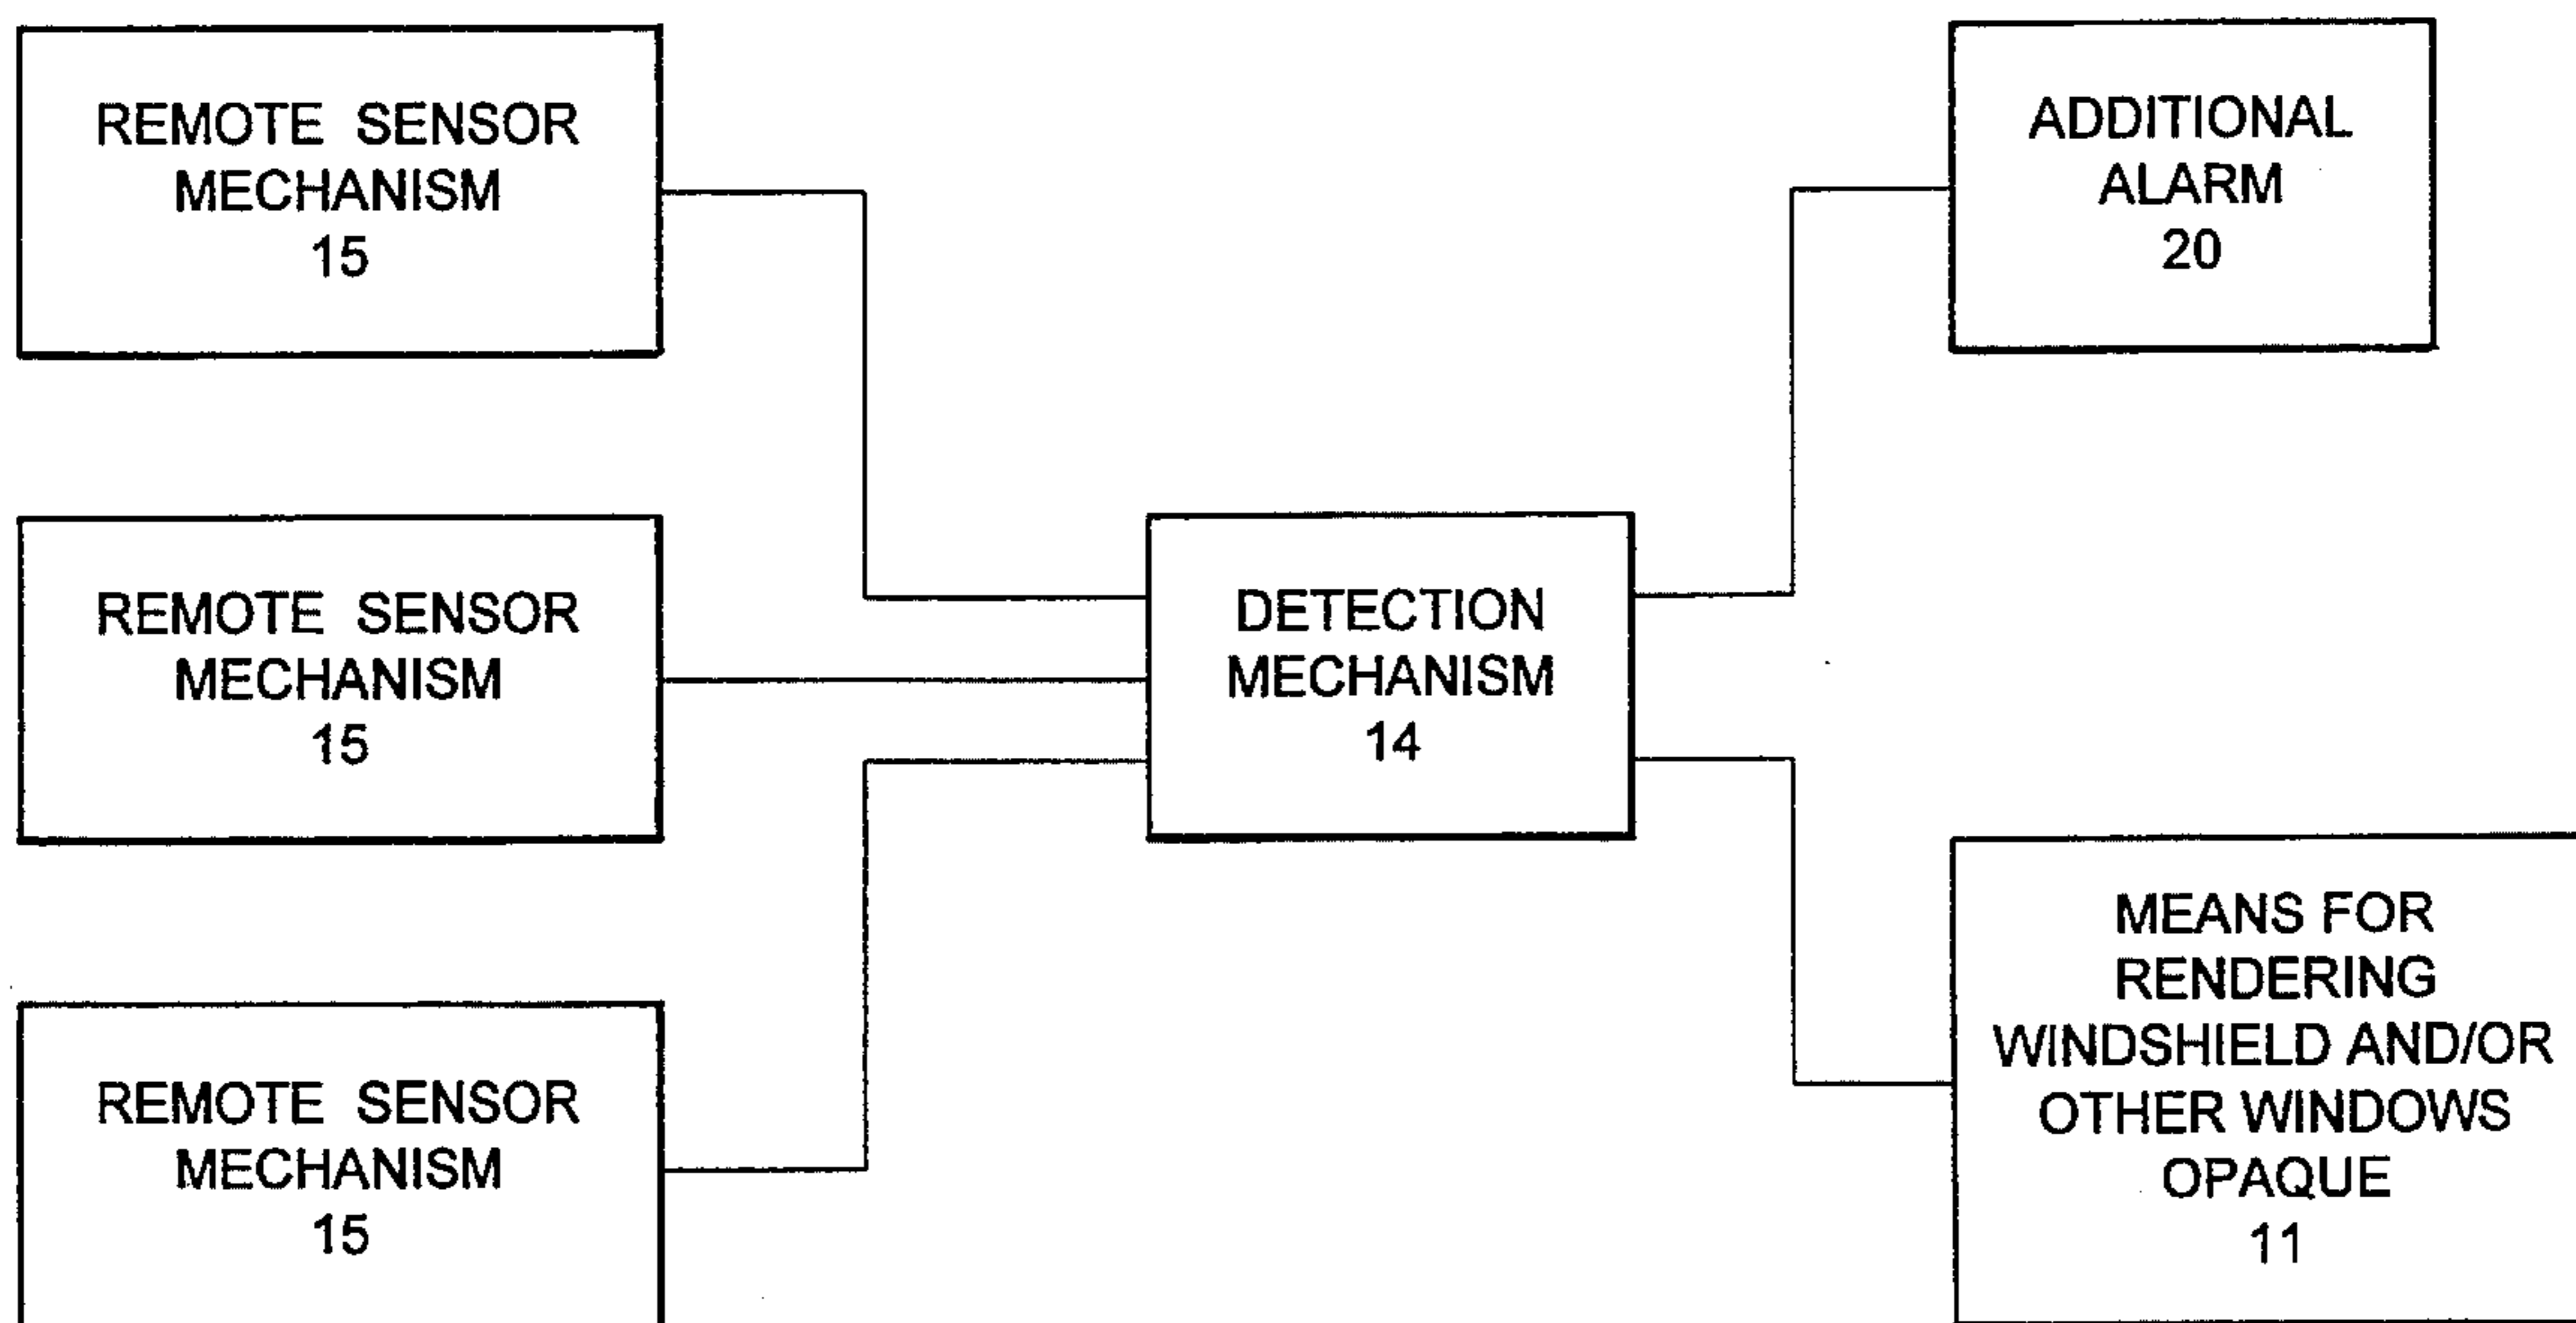 REMOTE SENSOR
MECHANISM
15
REMOTE SENSOR
MECHANISM
15
REMOTE SENSOR
MECHANISM
15
DETECTION
MECHANISM
14
ADDITIONAL
ALARM
20
MEANS FOR
RENDERING
WINDSHIELD AND/OR
OTHER WINDOWS
OPAQUE
11